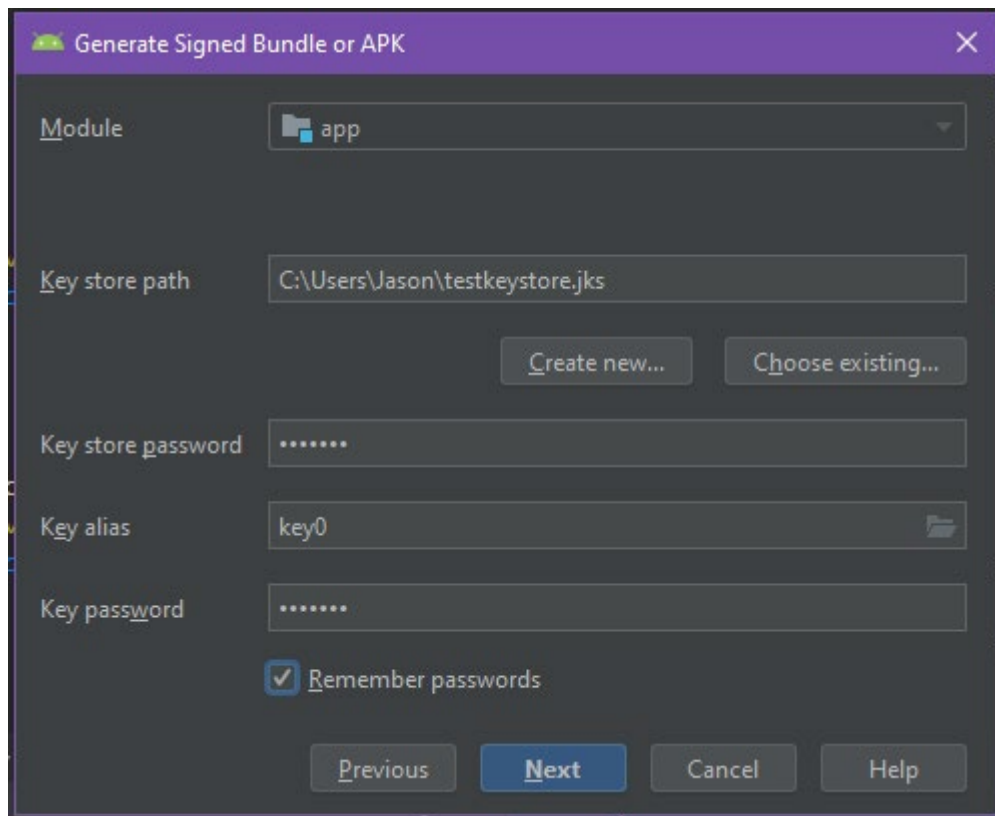 Generate Signed Bundle or APK
Module
app
Key store path
C:\Users\Jason\testkeystore.jks
Create new...
Choose existing...
Key store password
•••••••
Key alias
key0
Key password
•••••••
Remember passwords
Previous
Next
Cancel
Help